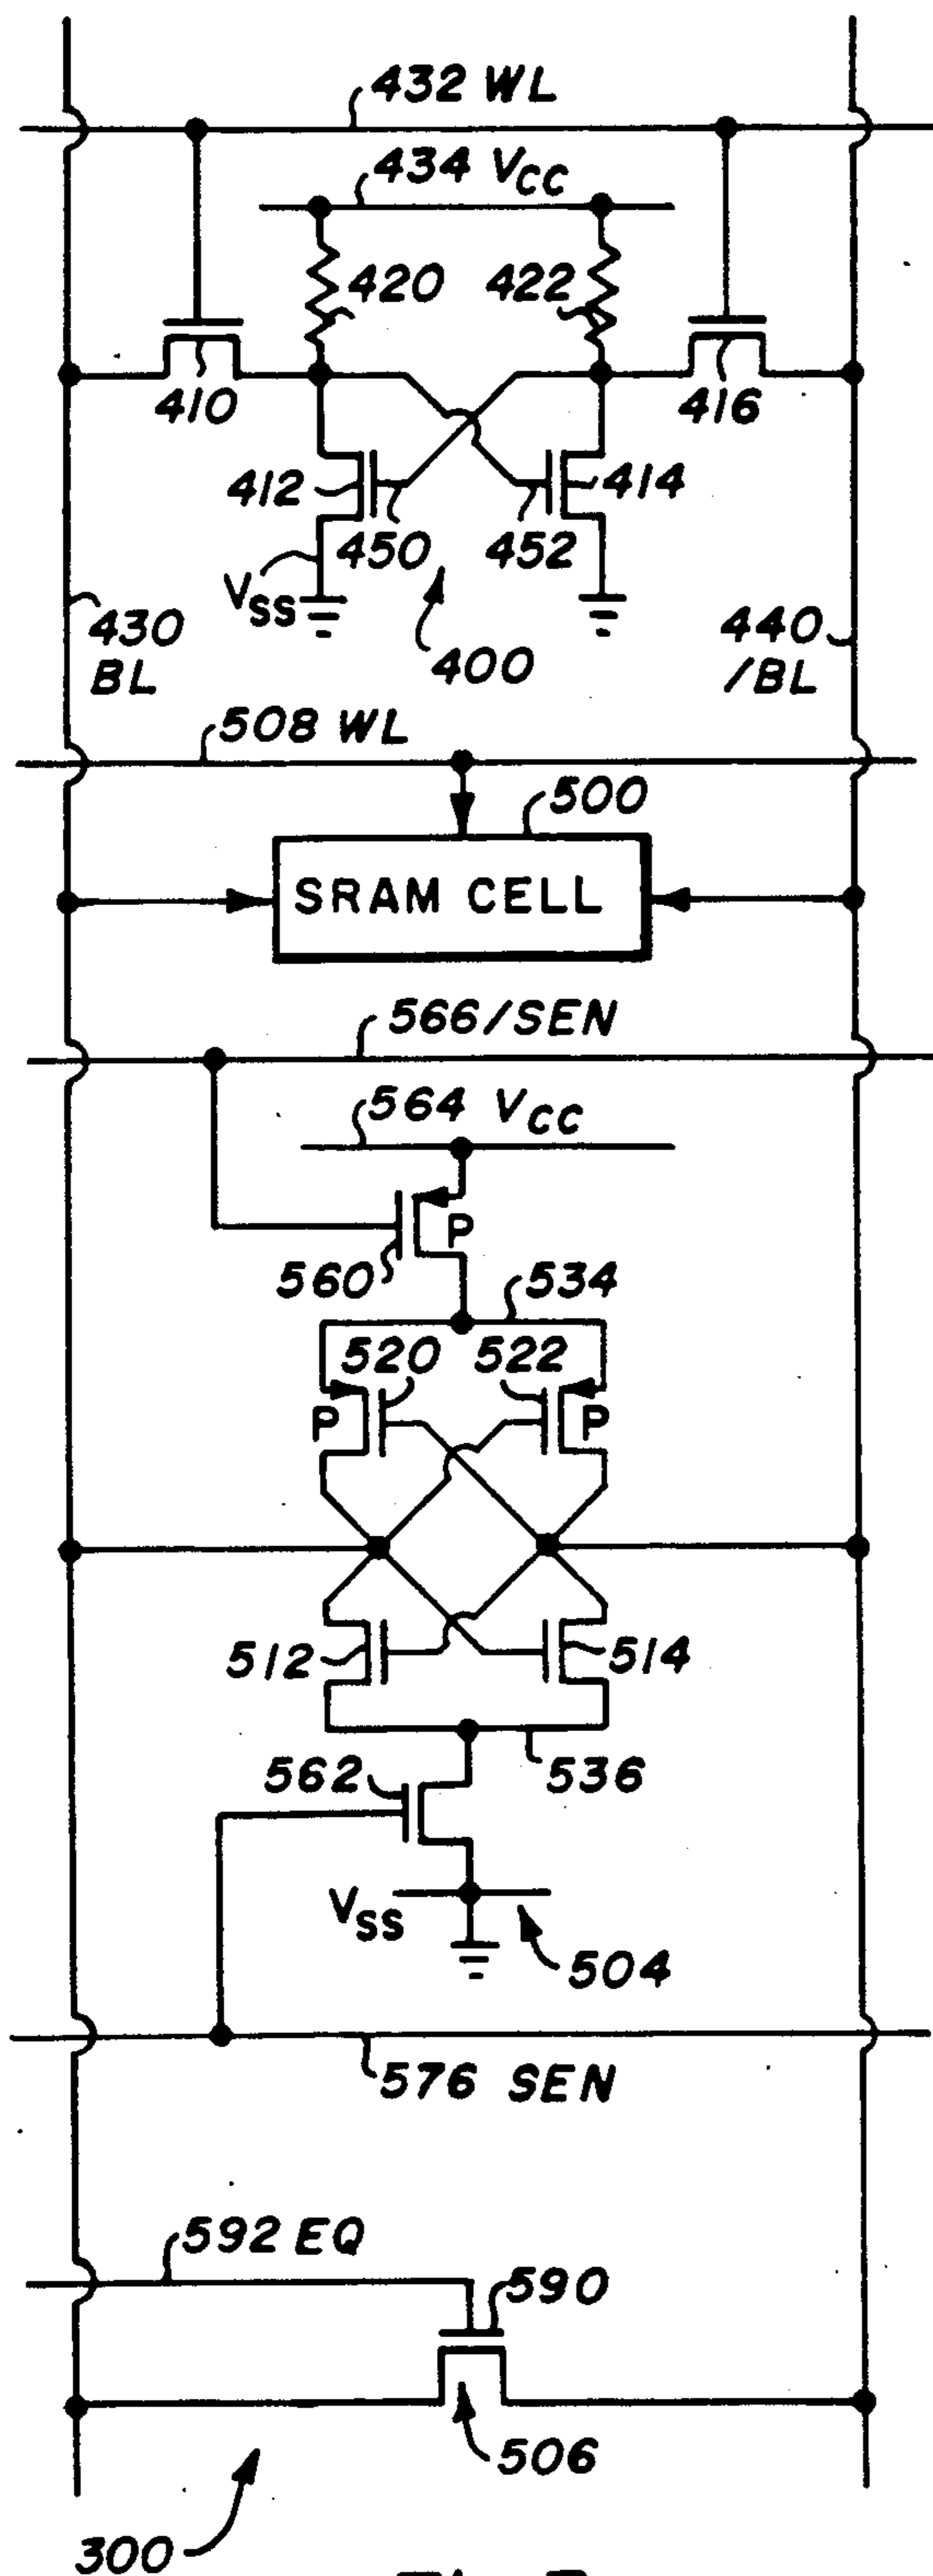 432 WL
434 VCC
420 422
410 416
412 414
450 452
VSS
430 BL
400
440 /BL
508 WL
500
SRAM CELL
566/SEN
564 VCC
P
560 534
520 522
P P
512 514
562 536
VSS
504
576 SEN
592 EQ
590
506
300